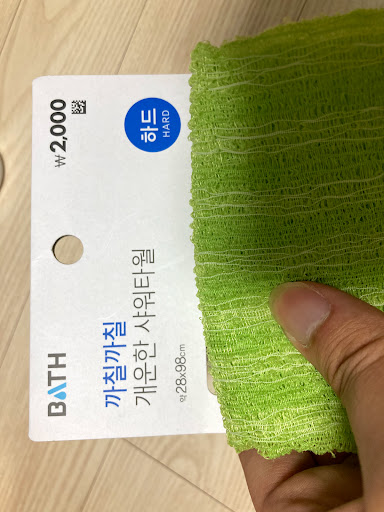 BATH
₩2,000
까칠까칠
개운한 샤워타월
약 28x98cm
하드
HARD